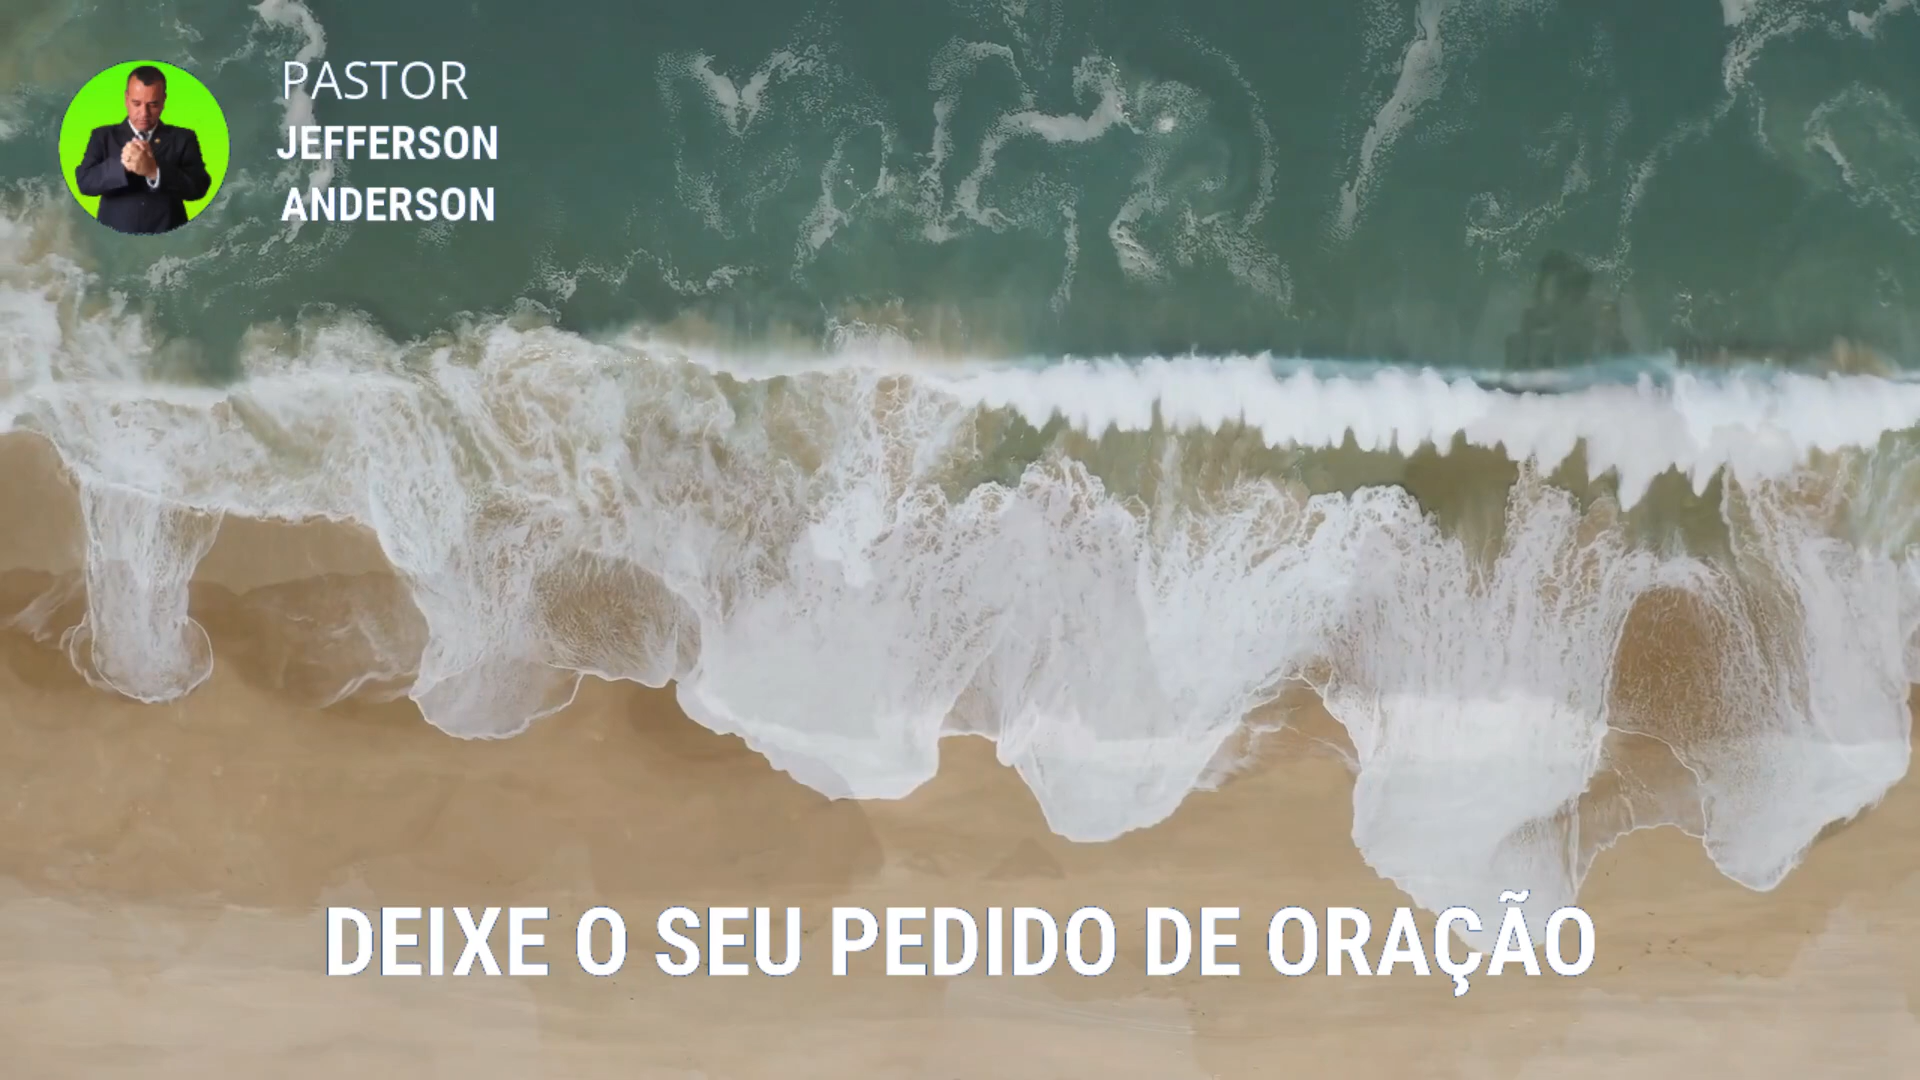 PASTOR
JEFFERSON
ANDERSON
DEIXE O SEU PEDIDO DE ORAÇÃO